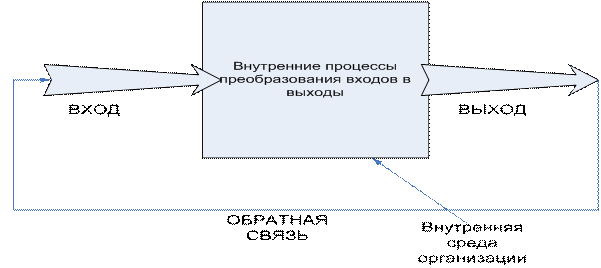 Внутренние процессы
преобразования входов в
выходы
ВХОД
ВЫХОД
ОБРАТНАЯ
СВЯЗЬ
Внутренняя
среда
организации